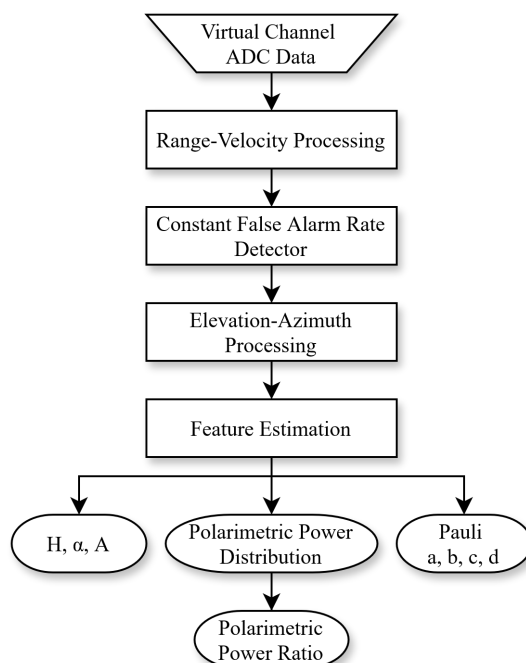 Virtual Channel
ADC Data
Range-Velocity Processing
Constant False Alarm Rate
Detector
Elevation-Azimuth
Processing
Feature Estimation
H, α, A
Polarimetric Power
Distribution
Pauli
a, b, c, d
Polarimetric
Power Ratio